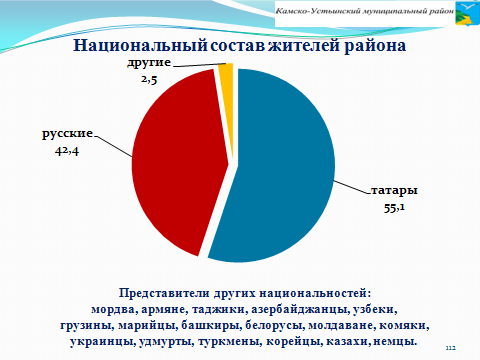 Камско-Устьинский муниципальный район
Национальный состав жителей района
другие
2,5
русские
42,4
татары
55,1
Представители других национальностей:
мордва, армяне, таджики, азербайджанцы, узбеки,
грузины, марийцы, башкиры, белорусы, молдаване, комяки,
украинцы, удмурты, туркмены, корейцы, казахи, немцы.
112